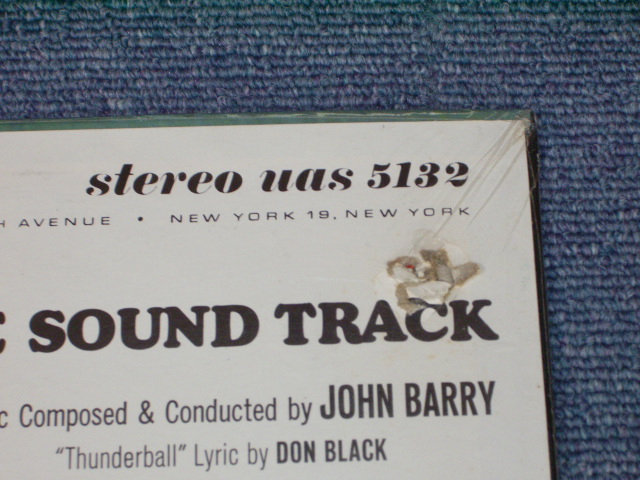 stereo uas 5132
AVENUE • NEW YORK 19, NEW YORK
SOUND TRACK
Composed & Conducted by JOHN BARRY
"Thunderball" Lyric by DON BLACK